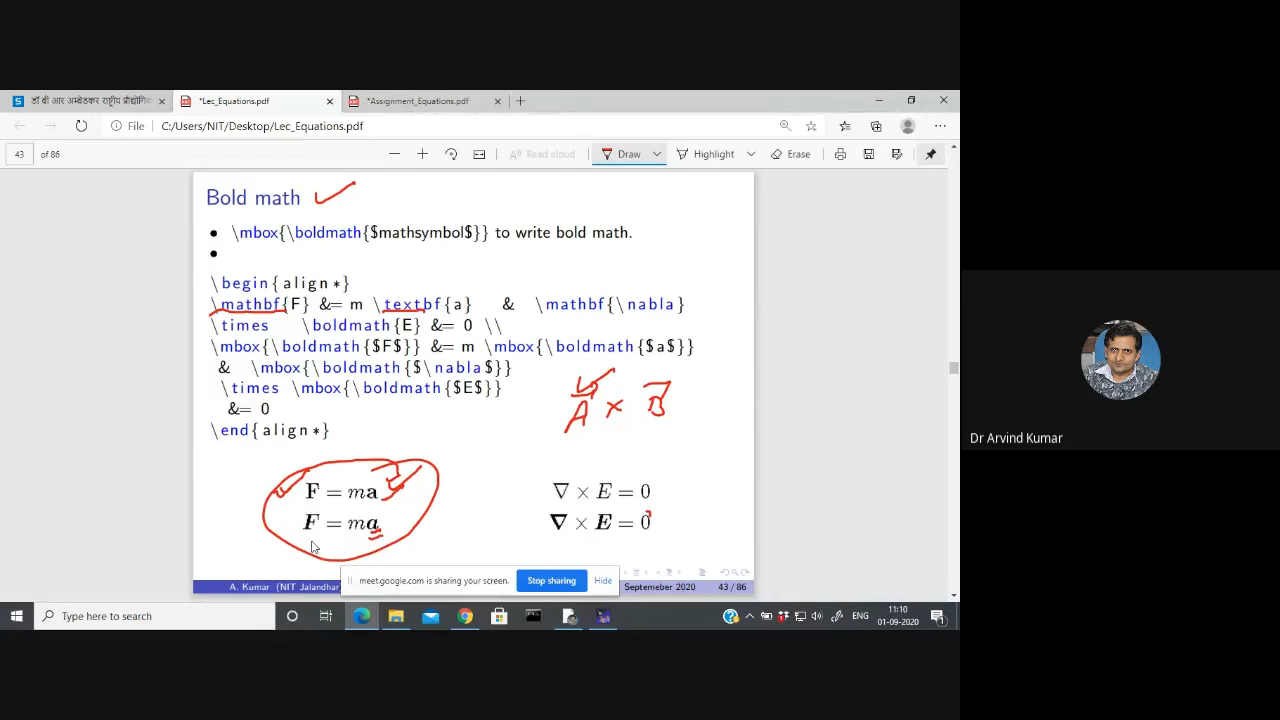 डॉ बी आर अम्बेडकर राष्ट्रीय प्रौद्योगिक
*Lec_Equations.pdf
*Assignment_Equations.pdf
File C:/Users/NIT/Desktop/Lec_Equations.pdf
43 of 86 Read aloud Draw Highlight Erase
Bold math
\mbox{\boldmath{$mathsymbol$}} to write bold math.
\begin{align*}
\mathbf{F} &= m \textbf{a} & \mathbf{\nabla}
\times \boldmath{E} &= 0 \\
\mbox{\boldmath{$F$}} &= m \mbox{\boldmath{$a$}}
& \mbox{\boldmath{$\nabla$}}
\times \mbox{\boldmath{$E$}}
&= 0
\end{align*}
A × B
F = ma ∇ × E = 0
F = ma ∇ × E = 0
Dr Arvind Kumar
meet.google.com is sharing your screen. Stop sharing Hide
A. Kumar (NIT Jalandhar) Septemeber 2020 43 / 86
Type here to search
ENG
11:10
01-09-2020